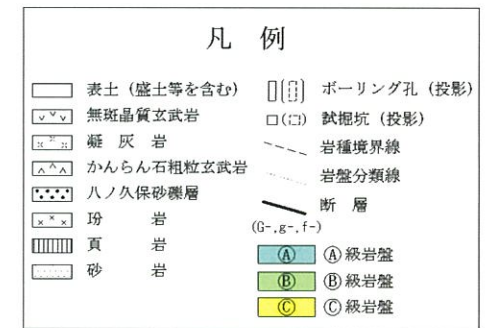 凡 例
表土（盛土等を含む）
無斑晶質玄武岩
凝 灰 岩
かんらん石粗粒玄武岩
八ノ久保砂礫層
玢 岩
頁 岩
砂 岩
ボーリング孔（投影）
試掘坑（投影）
岩種境界線
岩盤分類線
断 層
(G-,g-,f-)
Ⓐ Ⓐ級岩盤
Ⓑ Ⓑ級岩盤
Ⓒ Ⓒ級岩盤